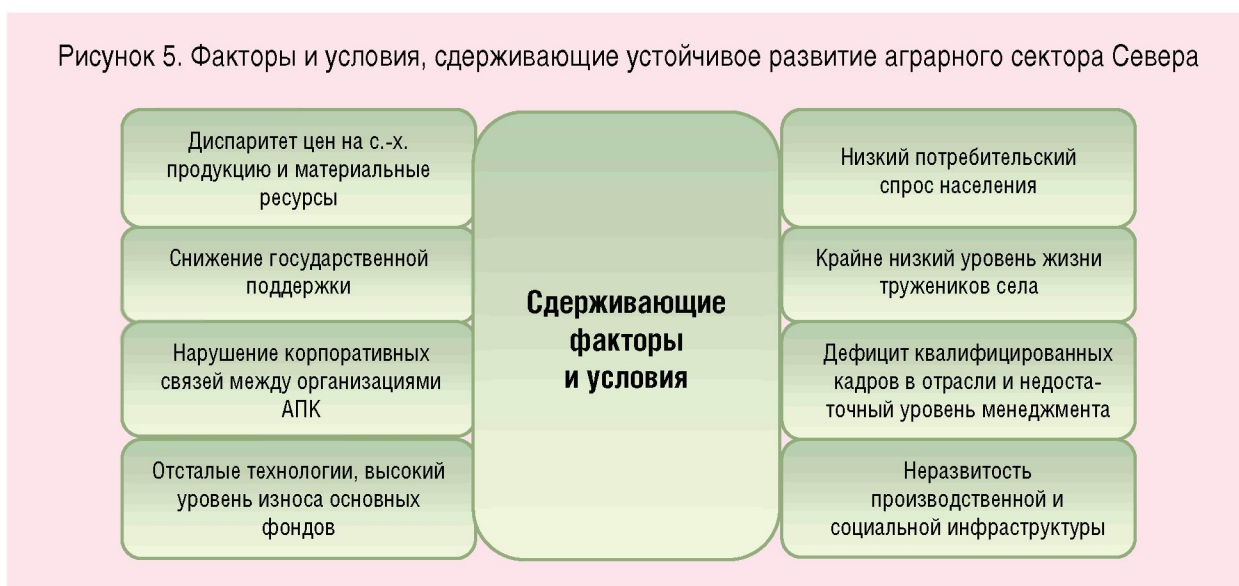 Рисунок 5. Факторы и условия, сдерживающие устойчивое развитие аграрного сектора Севера
Диспаритет цен на с.-х.
продукцию и материальные
ресурсы
Снижение государственной
поддержки
Нарушение корпоративных
связей между организациями
АПК
Отсталые технологии, высокий
уровень износа основных
фондов
Сдерживающие
факторы
и условия
Низкий потребительский
спрос населения
Крайне низкий уровень жизни
тружеников села
Дефицит квалифицированных
кадров в отрасли и недоста-
точный уровень менеджмента
Неразвитость
производственной и
социальной инфраструктуры